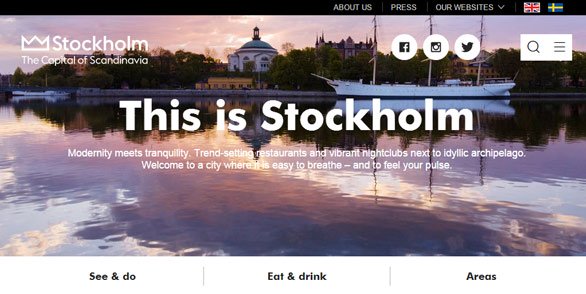 ABOUT US PRESS OUR WEBSITES
Stockholm
The Capital of Scandinavia
This is Stockholm
Modernity meets tranquility. Trend-setting restaurants and vibrant nightclubs next to idyllic archipelago.
Welcome to a city where it is easy to breathe – and to feel your pulse.
See & do Eat & drink Areas